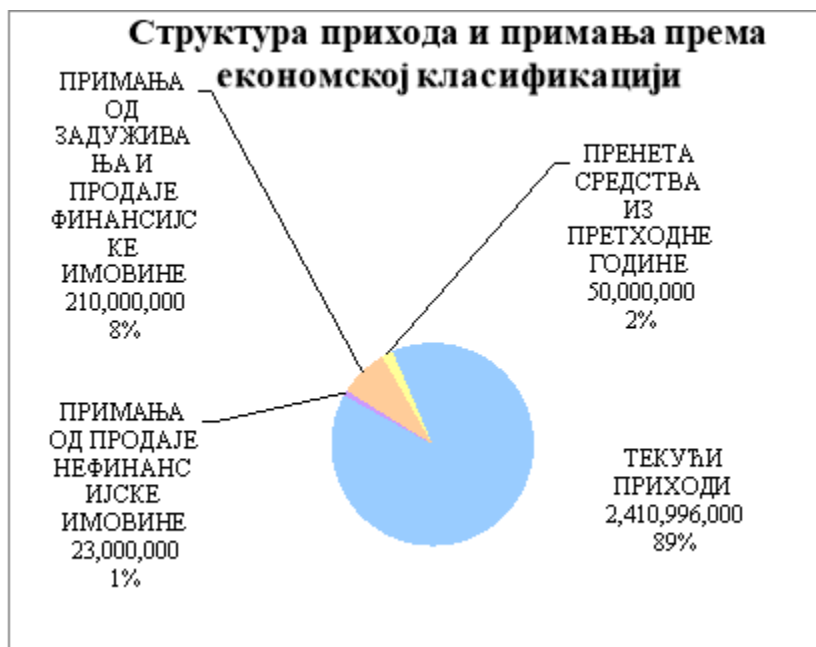 Структура прихода и примања према
економској класификацији
ПРИМАЊА
ОД
ЗАДУЖИВА
ЊА И
ПРОДАЈЕ
ФИНАНСИЈС
КЕ
ИМОВИНЕ
210,000,000
8%
ПРЕНЕТА
СРЕДСТВА
ИЗ
ПРЕТХОДНЕ
ГОДИНЕ
50,000,000
2%
ПРИМАЊА
ОД ПРОДАЈЕ
НЕФИНАНС
ИЈСКЕ
ИМОВИНЕ
23,000,000
1%
ТЕКУЋИ
ПРИХОДИ
2,410,996,000
89%